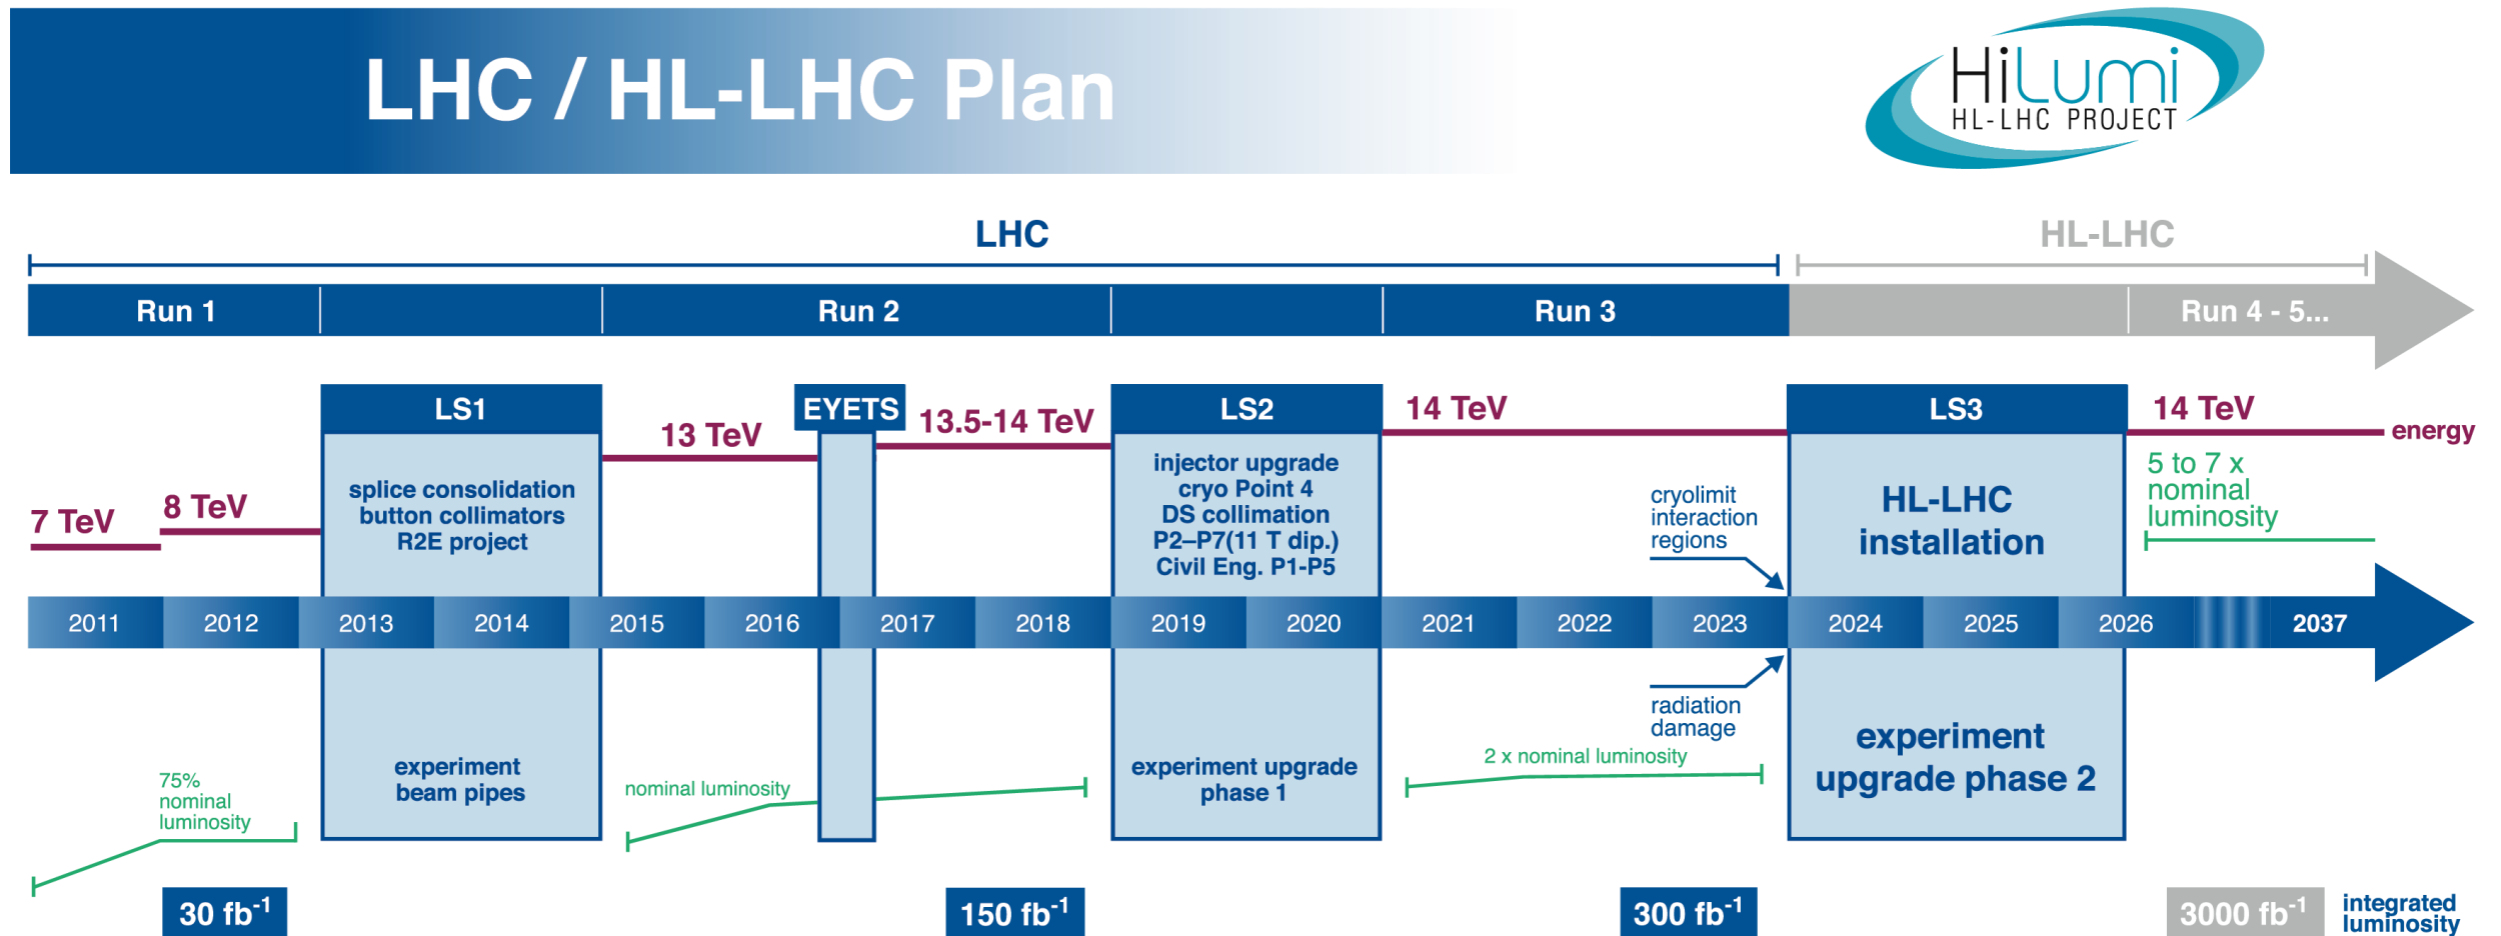 LHC / HL-LHC Plan
HiLumi
HL-LHC PROJECT
LHC
HL-LHC
Run 1
Run 2
Run 3
Run 4 - 5...
LS1
EYETS
LS2
LS3
7 TeV
8 TeV
13 TeV
13.5-14 TeV
14 TeV
14 TeV
energy
splice consolidation
button collimators
R2E project
injector upgrade
cryo Point 4
DS collimation
P2–P7(11 T dip.)
Civil Eng. P1-P5
cryolimit
interaction
regions
HL-LHC
installation
5 to 7 x
nominal
luminosity
2011
2012
2013
2014
2015
2016
2017
2018
2019
2020
2021
2022
2023
2024
2025
2026
2037
75%
nominal
luminosity
experiment
beam pipes
nominal luminosity
experiment upgrade
phase 1
2 x nominal luminosity
radiation
damage
experiment
upgrade phase 2
30 fb⁻¹
150 fb⁻¹
300 fb⁻¹
3000 fb⁻¹
integrated
luminosity